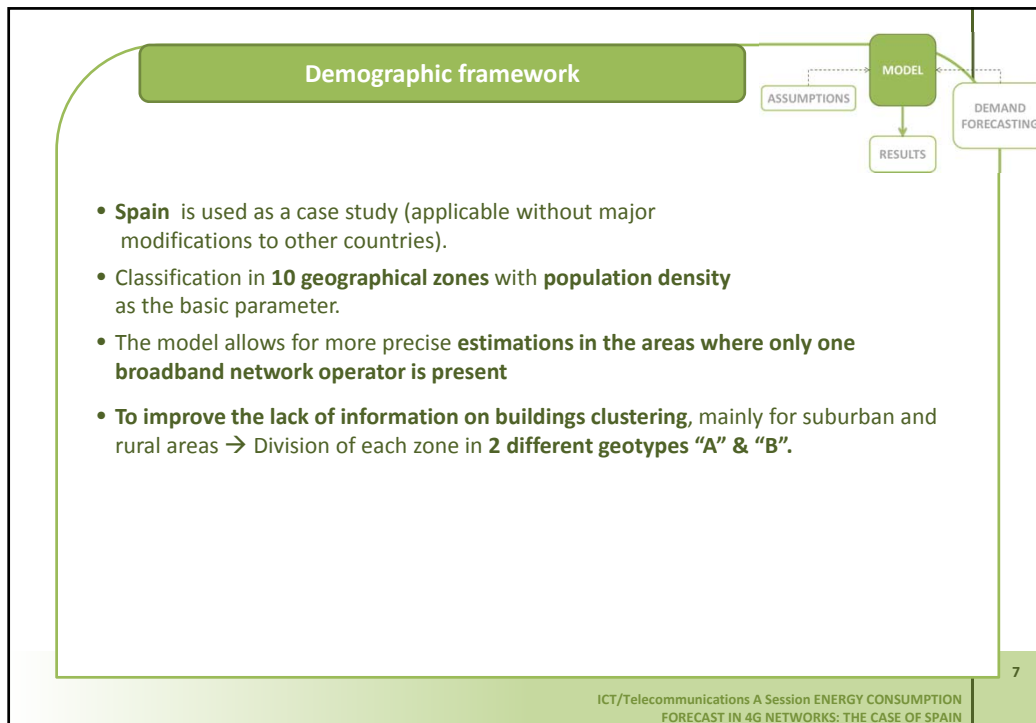 Demographic framework
MODEL
ASSUMPTIONS
DEMAND
FORECASTING
RESULTS
• Spain is used as a case study (applicable without major
modifications to other countries).
• Classification in 10 geographical zones with population density
as the basic parameter.
• The model allows for more precise estimations in the areas where only one
broadband network operator is present
• To improve the lack of information on buildings clustering, mainly for suburban and
rural areas → Division of each zone in 2 different geotypes “A” & “B”.
7
ICT/Telecommunications A Session ENERGY CONSUMPTION
FORECAST IN 4G NETWORKS: THE CASE OF SPAIN